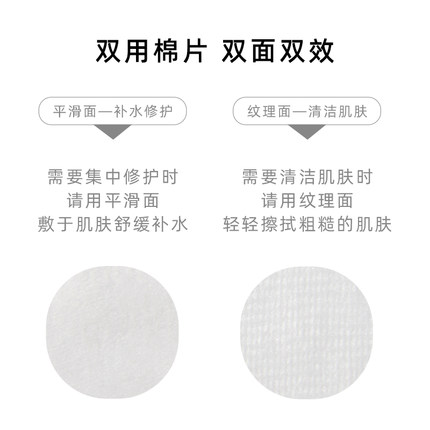 双用棉片 双面双效
平滑面—补水修护
纹理面—清洁肌肤
需要集中修护时
请用平滑面
敷于肌肤舒缓补水
需要清洁肌肤时
请用纹理面
轻轻擦拭粗糙的肌肤